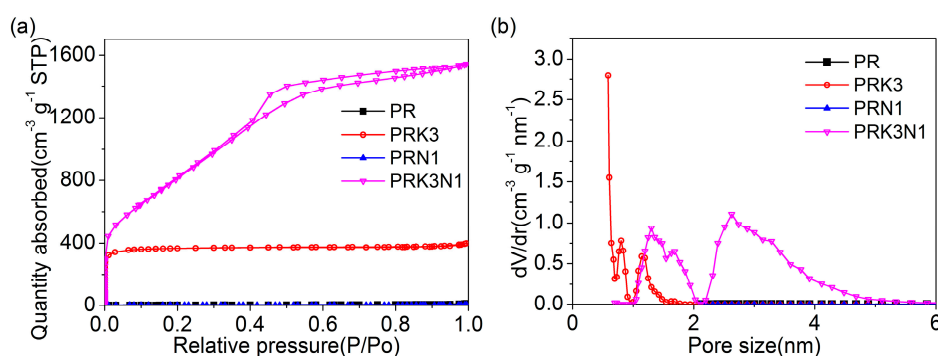 (a)
Quantity absorbed(cm⁻³ g⁻¹ STP)
1600
1200
800
400
0
PR
PRK3
PRN1
PRK3N1
0.0 0.2 0.4 0.6 0.8 1.0
Relative pressure(P/Po)
(b)
dV/dr(cm⁻³ g⁻¹ nm⁻¹)
3.0
2.5
2.0
1.5
1.0
0.5
0.0
PR
PRK3
PRN1
PRK3N1
0 2 4 6
Pore size(nm)